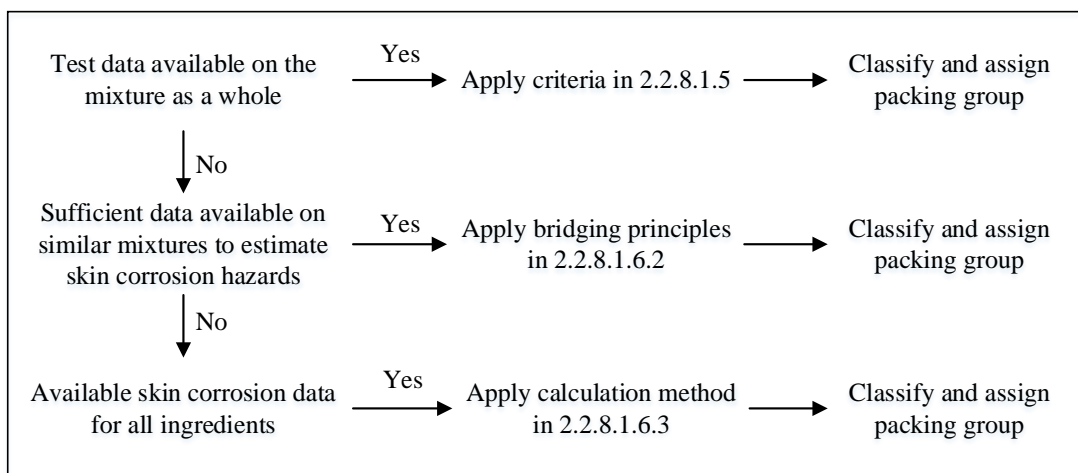 Test data available on the
mixture as a whole
Yes
Apply criteria in 2.2.8.1.5
Classify and assign
packing group
No
Sufficient data available on
similar mixtures to estimate
skin corrosion hazards
Yes
Apply bridging principles
in 2.2.8.1.6.2
Classify and assign
packing group
No
Available skin corrosion data
for all ingredients
Yes
Apply calculation method
in 2.2.8.1.6.3
Classify and assign
packing group